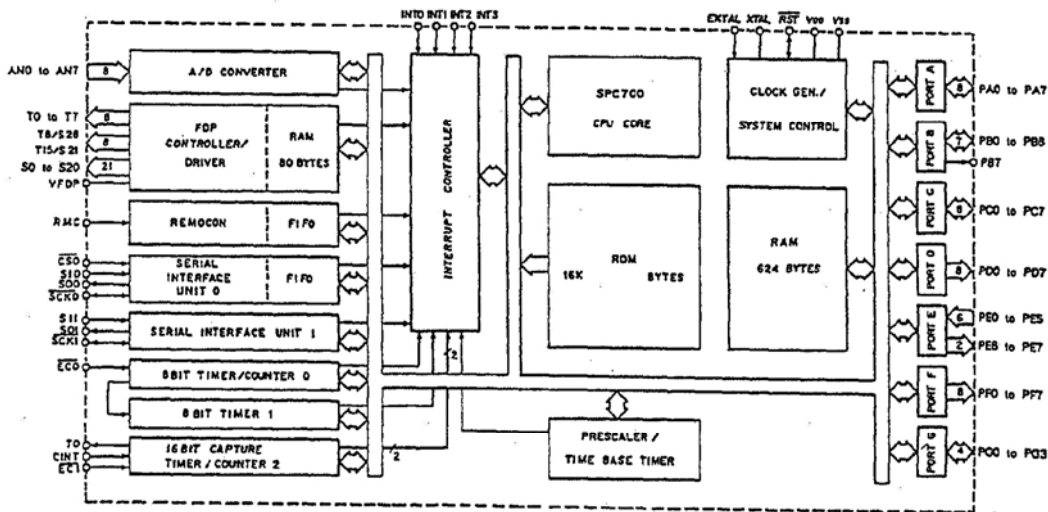 INT0 INT1 INT2 INT3
EXTAL XTAL RST VDD VSS
AN0 to AN7
8
A/D CONVERTER
T0 to T7
8
T8/S28
T15/S21
8
S0 to S20
21
VFDP
FDP
CONTROLLER/
DRIVER
RAM
80 BYTES
RMC
REMOCON
FIFO
CS0
SI0
SO0
SCK0
SERIAL
INTERFACE
UNIT 0
FIFO
SI1
SO1
SCK1
SERIAL INTERFACE UNIT 1
EC0
8BIT TIMER/COUNTER 0
8BIT TIMER 1
TO
CINT
EC1
16BIT CAPTURE
TIMER/COUNTER 2
2
2
INTERRUPT CONTROLLER
SPC700
CPU CORE
CLOCK GEN./
SYSTEM CONTROL
ROM
16K BYTES
RAM
624 BYTES
PRESCALER/
TIME BASE TIMER
PORT A
8
PA0 to PA7
PORT B
7
PB0 to PB6
PB7
PORT C
8
PC0 to PC7
PORT D
8
PD0 to PD7
PORT E
6
PE0 to PE5
2
PE6 to PE7
PORT F
8
PF0 to PF7
PORT G
4
PG0 to PG3